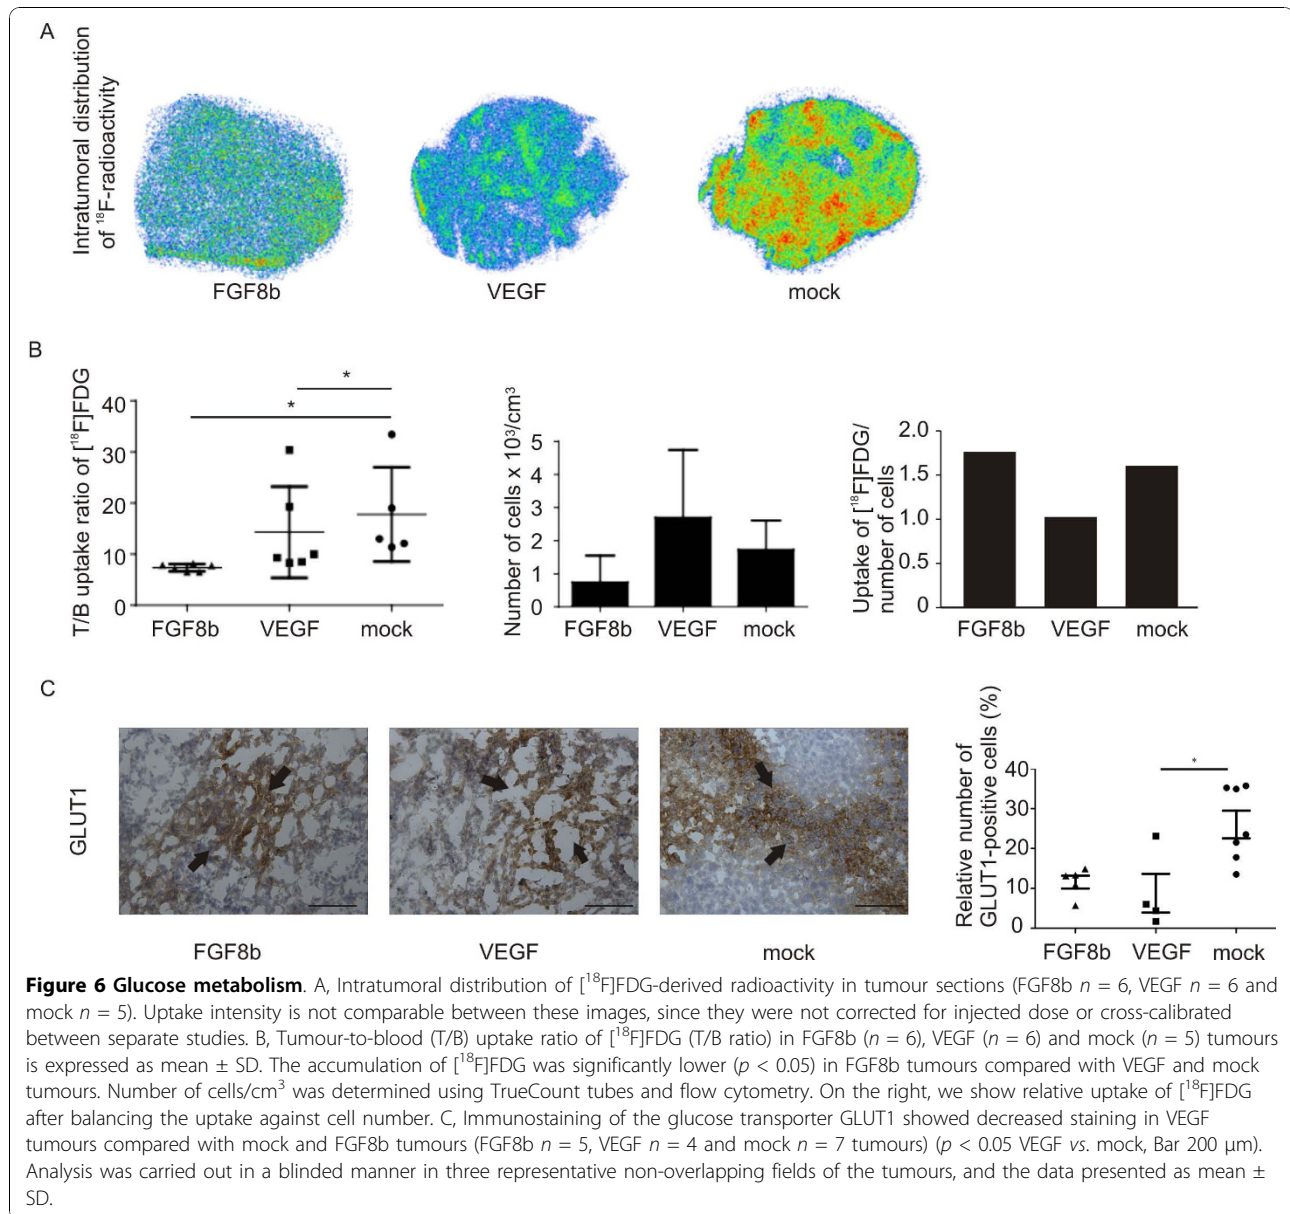 A
Intratumoral distribution
of ¹⁸F-radioactivity
FGF8b
VEGF
mock
B
T/B uptake ratio of [¹⁸F]FDG
40
30
20
10
0
*
*
FGF8b
VEGF
mock
Number of cells x 10³/cm³
5
4
3
2
1
0
FGF8b
VEGF
mock
Uptake of [¹⁸F]FDG/
number of cells
2.0
1.5
1.0
0.5
0
FGF8b
VEGF
mock
C
GLUT1
FGF8b
VEGF
mock
Relative number of
GLUT1-positive cells (%)
40
30
20
10
0
*
FGF8b
VEGF
mock
Figure 6 Glucose metabolism. A, Intratumoral distribution of [¹⁸F]FDG-derived radioactivity in tumour sections (FGF8b n = 6, VEGF n = 6 and
mock n = 5). Uptake intensity is not comparable between these images, since they were not corrected for injected dose or cross-calibrated
between separate studies. B, Tumour-to-blood (T/B) uptake ratio of [¹⁸F]FDG (T/B ratio) in FGF8b (n = 6), VEGF (n = 6) and mock (n = 5) tumours
is expressed as mean ± SD. The accumulation of [¹⁸F]FDG was significantly lower (p < 0.05) in FGF8b tumours compared with VEGF and mock
tumours. Number of cells/cm³ was determined using TrueCount tubes and flow cytometry. On the right, we show relative uptake of [¹⁸F]FDG
after balancing the uptake against cell number. C, Immunostaining of the glucose transporter GLUT1 showed decreased staining in VEGF
tumours compared with mock and FGF8b tumours (FGF8b n = 5, VEGF n = 4 and mock n = 7 tumours) (p < 0.05 VEGF vs. mock, Bar 200 μm).
Analysis was carried out in a blinded manner in three representative non-overlapping fields of the tumours, and the data presented as mean ±
SD.